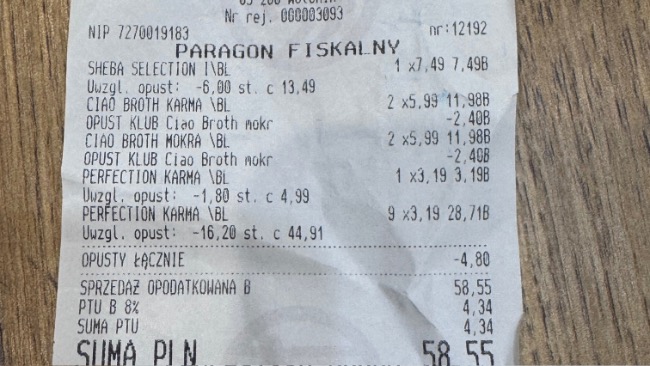 Nr rej. 000003093
NIP 7270019183 nr:12192
PARAGON FISKALNY
SHEBA SELECTION I\BL 1 x7,49 7,49B
Uwzgl. opust: -6,00 st. c 13,49
CIAO BROTH KARMA \BL 2 x5,99 11,98B
OPUST KLUB Ciao Broth mokr -2,40B
CIAO BROTH MOKRA \BL 2 x5,99 11,98B
OPUST KLUB Ciao Broth mokr -2,40B
PERFECTION KARMA \BL 1 x3,19 3,19B
Uwzgl. opust: -1,80 st. c 4,99
PERFECTION KARMA \BL 9 x3,19 28,71B
Uwzgl. opust: -16,20 st. c 44,91
OPUSTY ŁĄCZNIE -4,80
SPRZEDAŻ OPODATKOWANA B 58,55
PTU B 8% 4,34
SUMA PTU 4,34
SUMA PLN 58,55